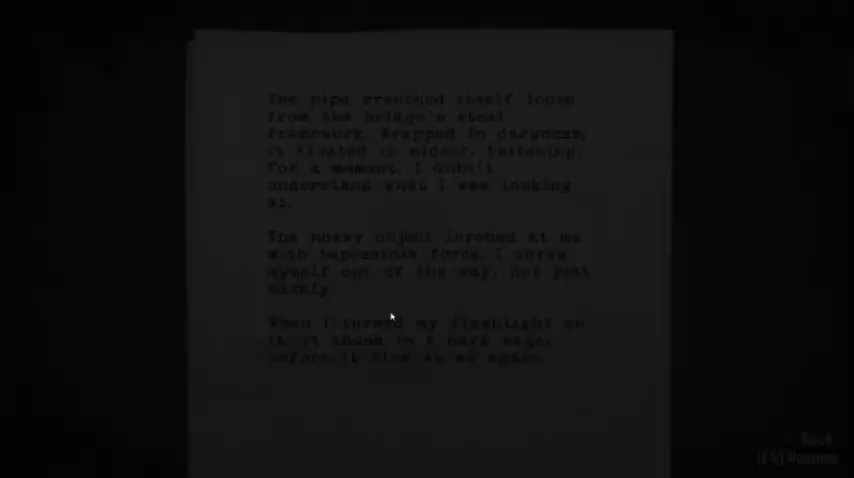 The pipe wrenched itself loose
from the bridge's steel
framework. Wrapped in darkness,
it floated in midair, twitching.
For a moment, I didn't
understand what I was looking
at.
The heavy object lurched at me
with impossible force. I threw
myself out of the way, but just
barely.
When I turned my flashlight on
it, it shook in a dark rage,
before it flew at me again.
Back